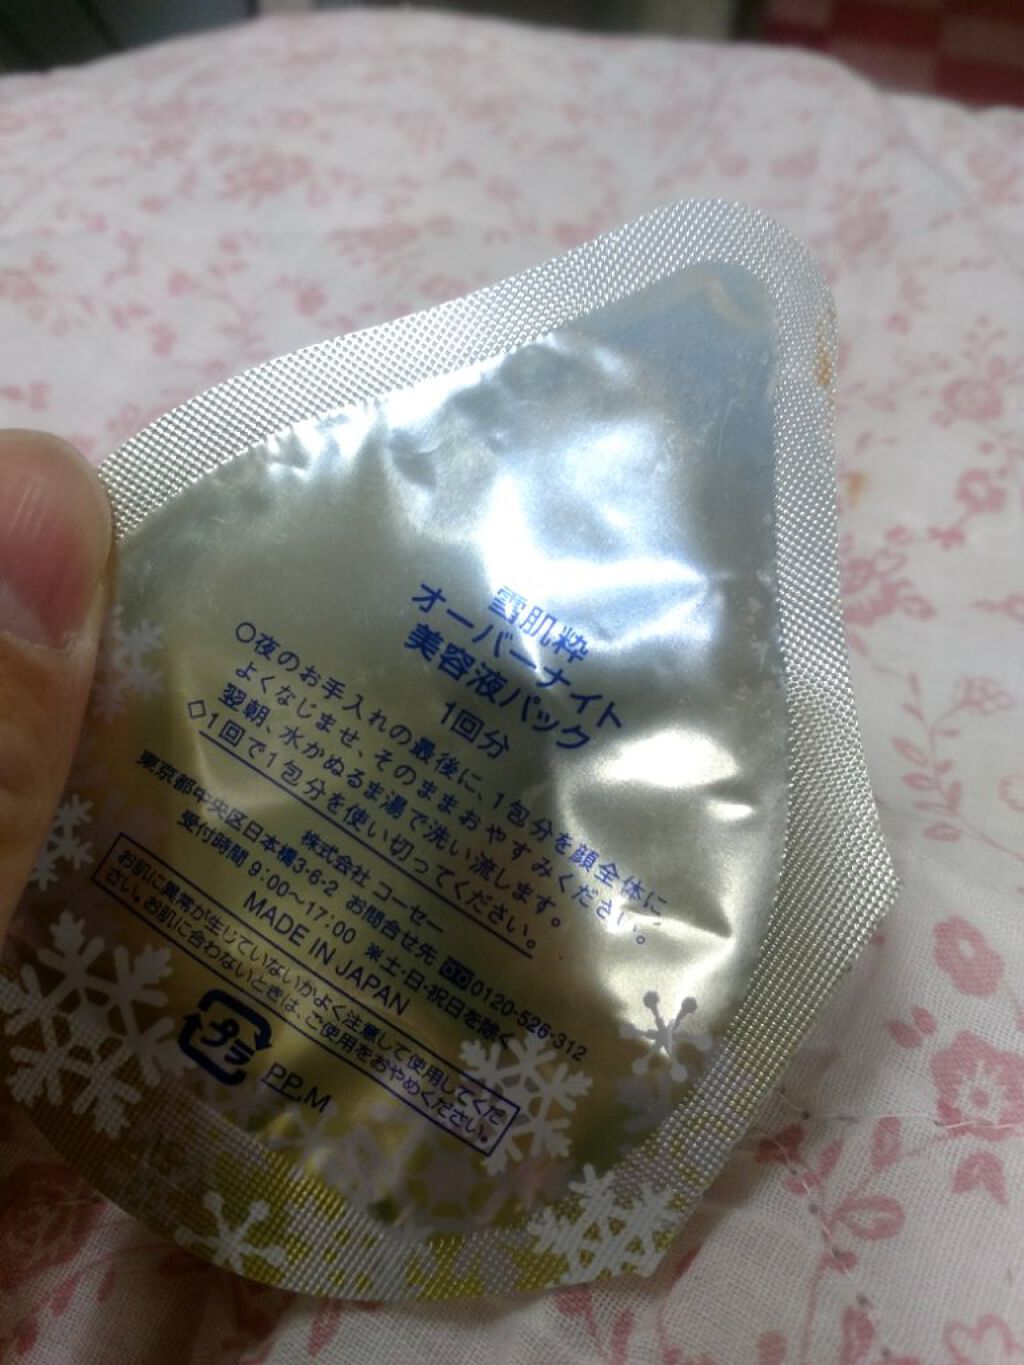 雪肌粋
オーバーナイト
美容液パック
1回分
○夜のお手入れの最後に、1包分を顔全体に
よくなじませ、そのままおやすみください。
翌朝、水かぬるま湯で洗い流します。
◇1回で1包分を使い切ってください。
株式会社 コーセー
東京都中央区日本橋3-6-2 お問合せ先 0120-526-312
受付時間 9:00~17:00 ※土・日・祝日を除く
MADE IN JAPAN
お肌に異常が生じていないかよく注意して使用してくだ
さい。お肌に合わないときは、ご使用をおやめください。
プラ
PP,M